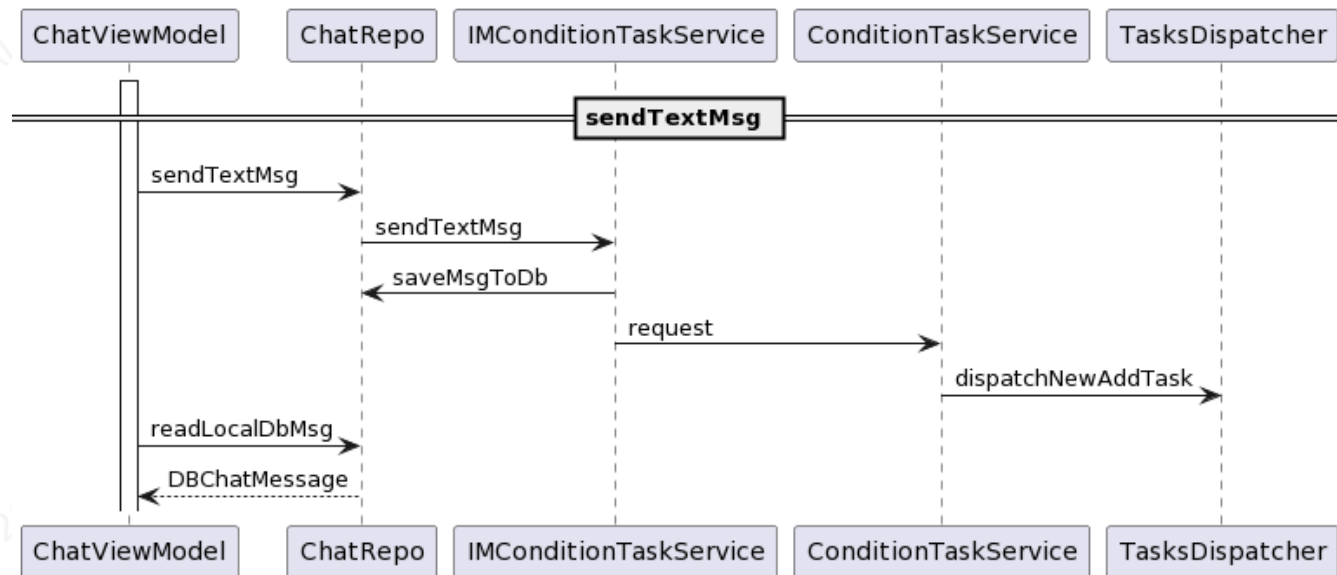 ChatViewModel ChatRepo IMConditionTaskService ConditionTaskService TasksDispatcher
sendTextMsg
sendTextMsg
sendTextMsg
saveMsgToDb
request
dispatchNewAddTask
readLocalDbMsg
DBChatMessage
ChatViewModel ChatRepo IMConditionTaskService ConditionTaskService TasksDispatcher